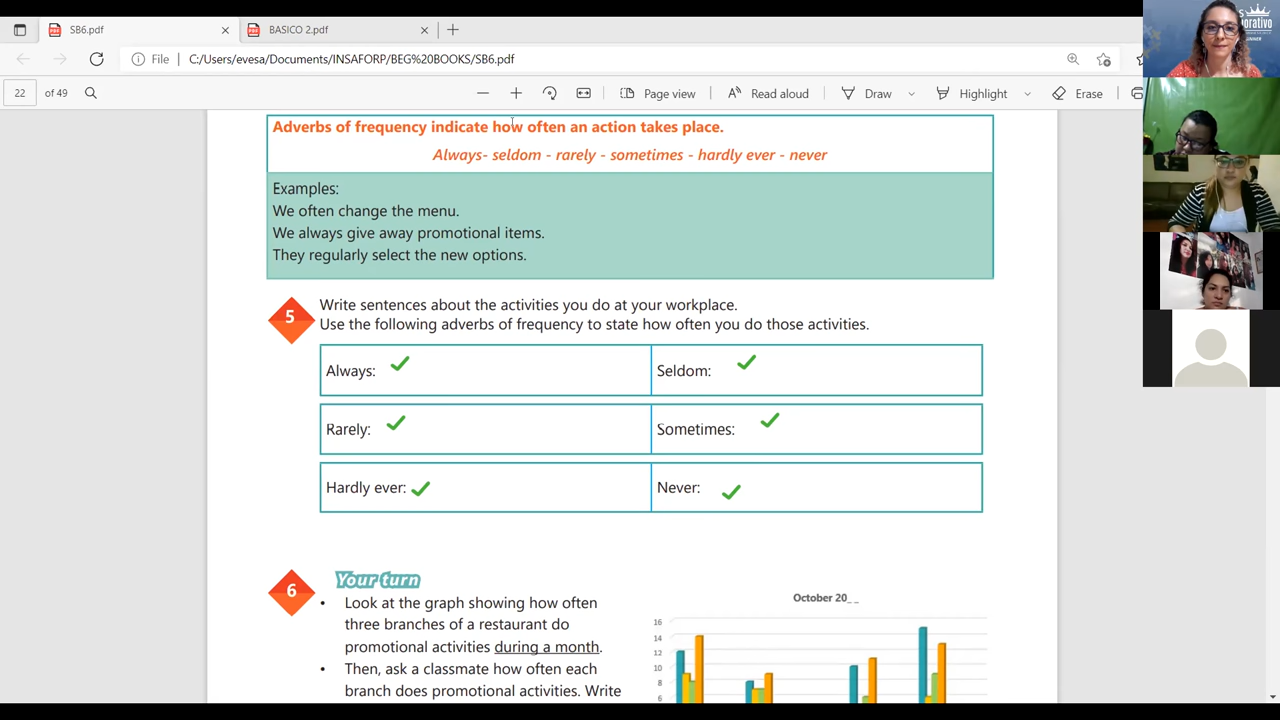 SB6.pdf
BASICO 2.pdf
File
C:/Users/evesa/Documents/INSAFORP/BEG%20BOOKS/SB6.pdf
22 of 49
Page view
Read aloud
Draw
Highlight
Erase
Adverbs of frequency indicate how often an action takes place.
Always- seldom - rarely - sometimes - hardly ever - never
Examples:
We often change the menu.
We always give away promotional items.
They regularly select the new options.
5
Write sentences about the activities you do at your workplace.
Use the following adverbs of frequency to state how often you do those activities.
Always:
Seldom:
Rarely:
Sometimes:
Hardly ever:
Never:
6
Your turn
• Look at the graph showing how often
three branches of a restaurant do
promotional activities during a month.
• Then, ask a classmate how often each
branch does promotional activities. Write
October 20_ _
16
14
12
10
8
6